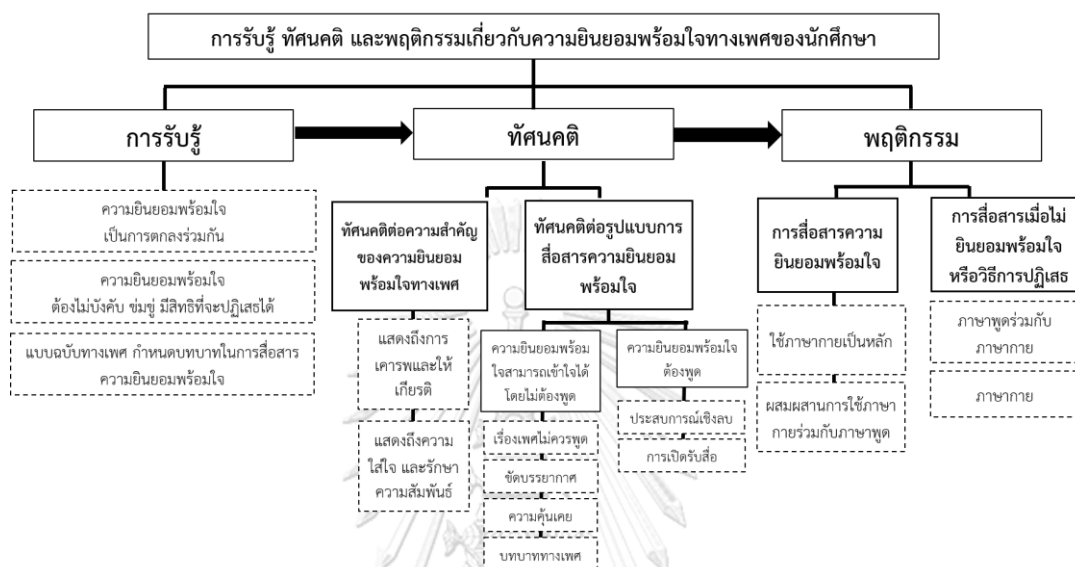 การรับรู้ ทัศนคติ และพฤติกรรมเกี่ยวกับความยินยอมพร้อมใจทางเพศของนักศึกษา
การรับรู้
ความยินยอมพร้อมใจ
เป็นการตกลงร่วมกัน
ความยินยอมพร้อมใจ
ต้องไม่บังคับ ข่มขู่ มีสิทธิที่จะปฏิเสธได้
แบบฉบับทางเพศ กำหนดบทบาทในการสื่อสาร
ความยินยอมพร้อมใจ
ทัศนคติ
ทัศนคติต่อความสำคัญ
ของความยินยอม
พร้อมใจทางเพศ
แสดงถึงการ
เคารพและให้
เกียรติ
แสดงถึงความ
ใส่ใจ และรักษา
ความสัมพันธ์
ทัศนคติต่อรูปแบบการ
สื่อสารความยินยอม
พร้อมใจ
ความยินยอมพร้อม
ใจสามารถเข้าใจได้
โดยไม่ต้องพูด
เรื่องเพศไม่ควรพูด
ขัดบรรยากาศ
ความคุ้นเคย
บทบาททางเพศ
ความยินยอมพร้อมใจ
ต้องพูด
ประสบการณ์เชิงลบ
การเปิดรับสื่อ
พฤติกรรม
การสื่อสารความ
ยินยอมพร้อมใจ
ใช้ภาษากายเป็นหลัก
ผสมผสานการใช้ภาษา
กายร่วมกับภาษาพูด
การสื่อสารเมื่อไม่
ยินยอมพร้อมใจ
หรือวิธีการปฏิเสธ
ภาษาพูดร่วมกับ
ภาษากาย
ภาษากาย